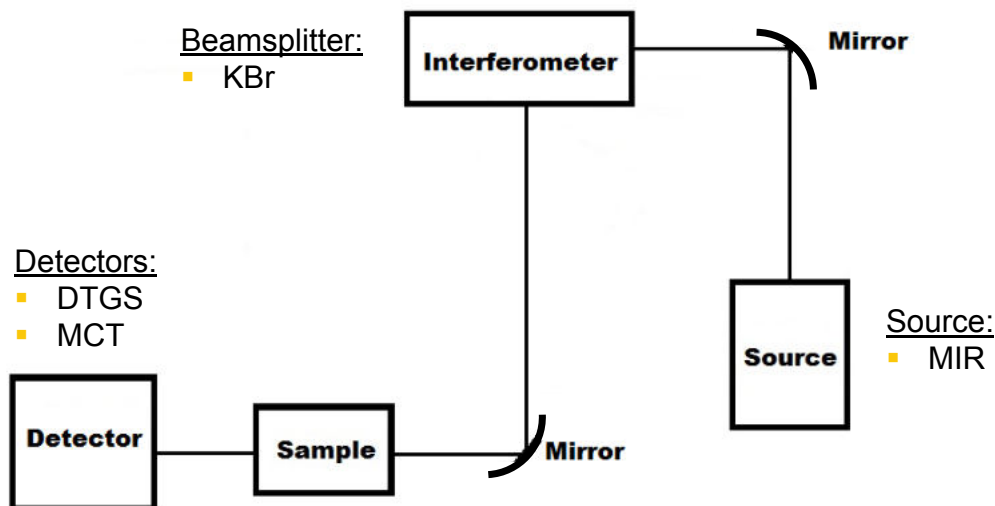 Beamsplitter:
▪ KBr
Interferometer
Mirror
Detectors:
▪ DTGS
▪ MCT
Source:
▪ MIR
Source
Detector
Sample
Mirror